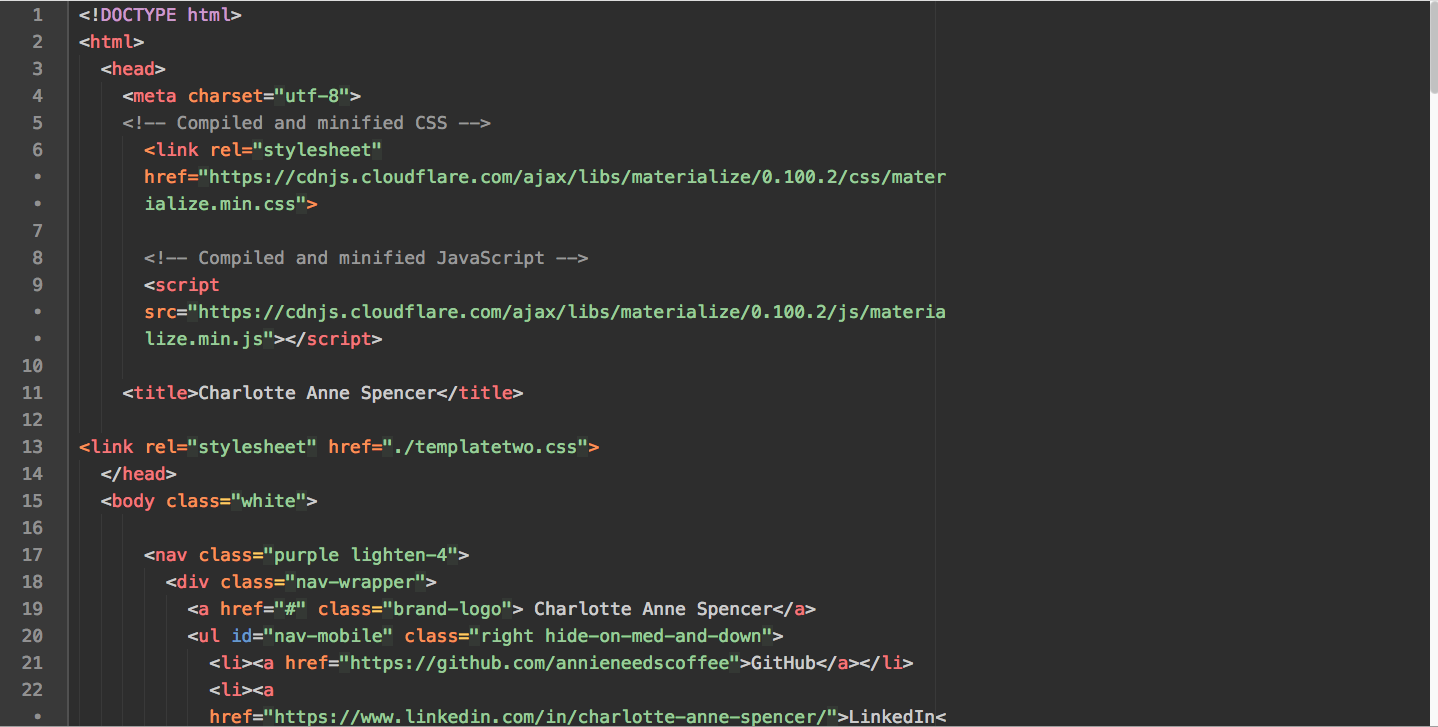 1 <!DOCTYPE html>
2 <html>
3 <head>
4 <meta charset="utf-8">
5 <!-- Compiled and minified CSS -->
6 <link rel="stylesheet"
• href="https://cdnjs.cloudflare.com/ajax/libs/materialize/0.100.2/css/mater
• ialize.min.css">
7
8 <!-- Compiled and minified JavaScript -->
9 <script
• src="https://cdnjs.cloudflare.com/ajax/libs/materialize/0.100.2/js/materia
• lize.min.js"></script>
10
11 <title>Charlotte Anne Spencer</title>
12
13 <link rel="stylesheet" href="./templatetwo.css">
14 </head>
15 <body class="white">
16
17 <nav class="purple lighten-4">
18 <div class="nav-wrapper">
19 <a href="#" class="brand-logo"> Charlotte Anne Spencer</a>
20 <ul id="nav-mobile" class="right hide-on-med-and-down">
21 <li><a href="https://github.com/annieneedscoffee">GitHub</a></li>
22 <li><a
• href="https://www.linkedin.com/in/charlotte-anne-spencer/">LinkedIn<